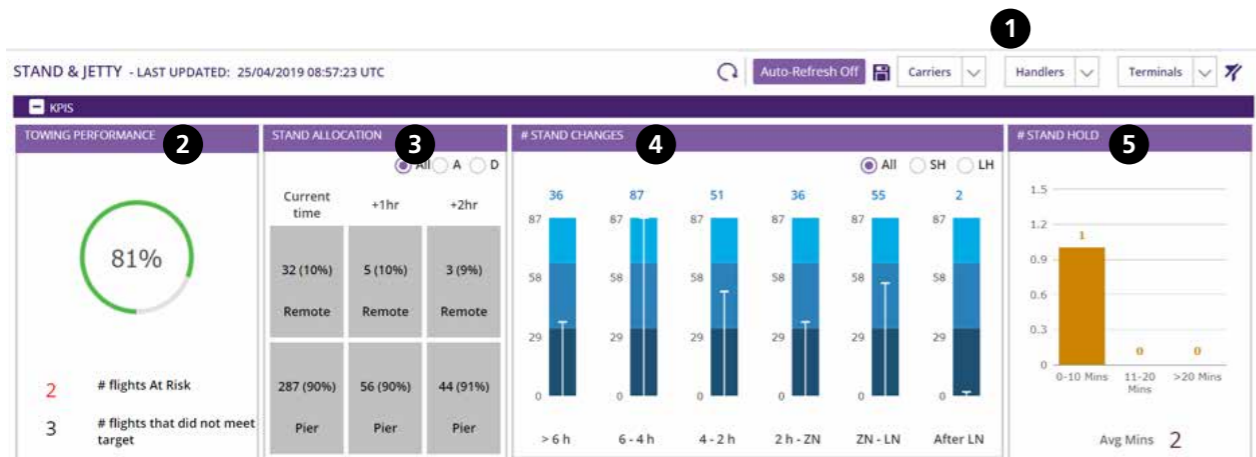 1
STAND & JETTY - LAST UPDATED: 25/04/2019 08:57:23 UTC
Auto-Refresh Off
Carriers
Handlers
Terminals
KPIS
TOWING PERFORMANCE
2
81%
2 # flights At Risk
3 # flights that did not meet
target
STAND ALLOCATION
3
All A D
Current
time
+1hr
+2hr
32 (10%) 5 (10%) 3 (9%)
Remote Remote Remote
287 (90%) 56 (90%) 44 (91%)
Pier Pier Pier
# STAND CHANGES
4
All SH LH
36 87 51 36 55 2
87 87 87 87 87 87
58 58 58 58 58 58
29 29 29 29 29 29
0 0 0 0 0 0
> 6 h 6 - 4 h 4 - 2 h 2 h - ZN ZN - LN After LN
# STAND HOLD
5
1.5
1.2
1
0.9
0.6
0.3
0 0
0
0-10 Mins 11-20 >20 Mins
Mins
Avg Mins 2